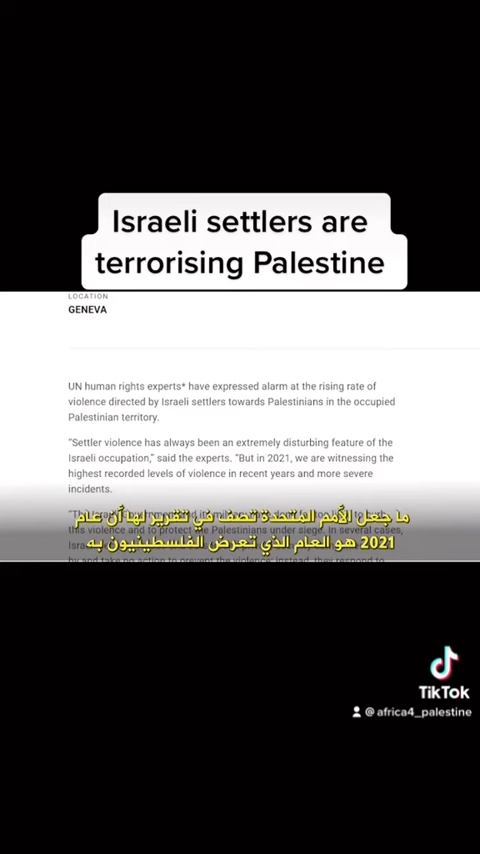 Israeli settlers are
terrorising Palestine
LOCATION
GENEVA
UN human rights experts* have expressed alarm at the rising rate of
violence directed by Israeli settlers towards Palestinians in the occupied
Palestinian territory.
“Settler violence has always been an extremely disturbing feature of the
Israeli occupation,” said the experts. “But in 2021, we are witnessing the
highest recorded levels of violence in recent years and more severe
incidents.
ما جعل الأمم المتحدة تصف في تقرير لها أن عام
this violence and to protect the Palestinians under siege. In several cases,
2021 هو العام الذي تعرض الفلسطينيون به
by and take no action to prevent the violence; instead, they respond to
TikTok
@africa4_palestine